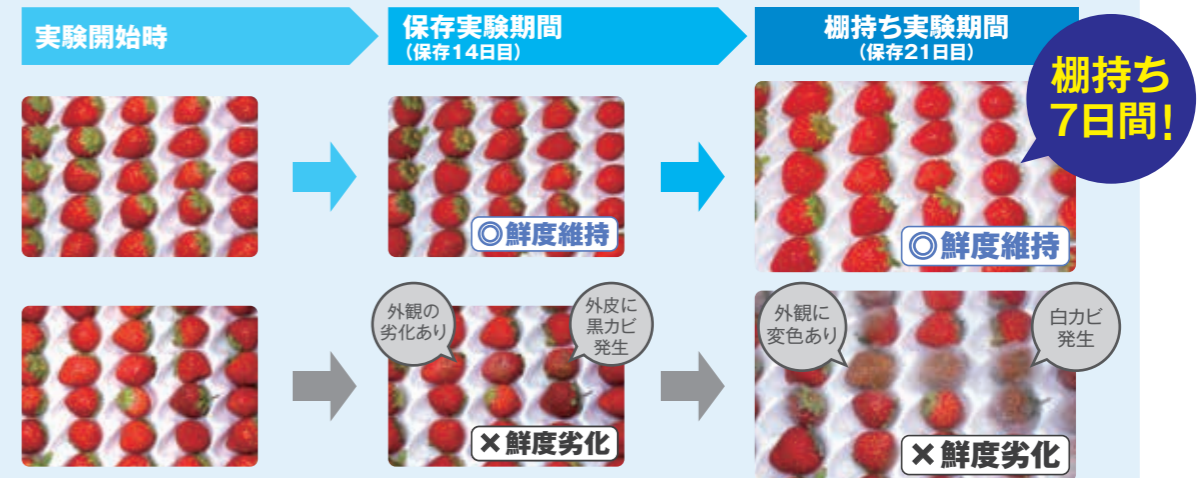 実験開始時
保存実験期間
（保存14日目）
棚持ち実験期間
（保存21日目）
棚持ち
7日間！
◎鮮度維持
◎鮮度維持
外観の
劣化あり
外皮に
黒カビ
発生
×鮮度劣化
外観に
変色あり
白カビ
発生
×鮮度劣化